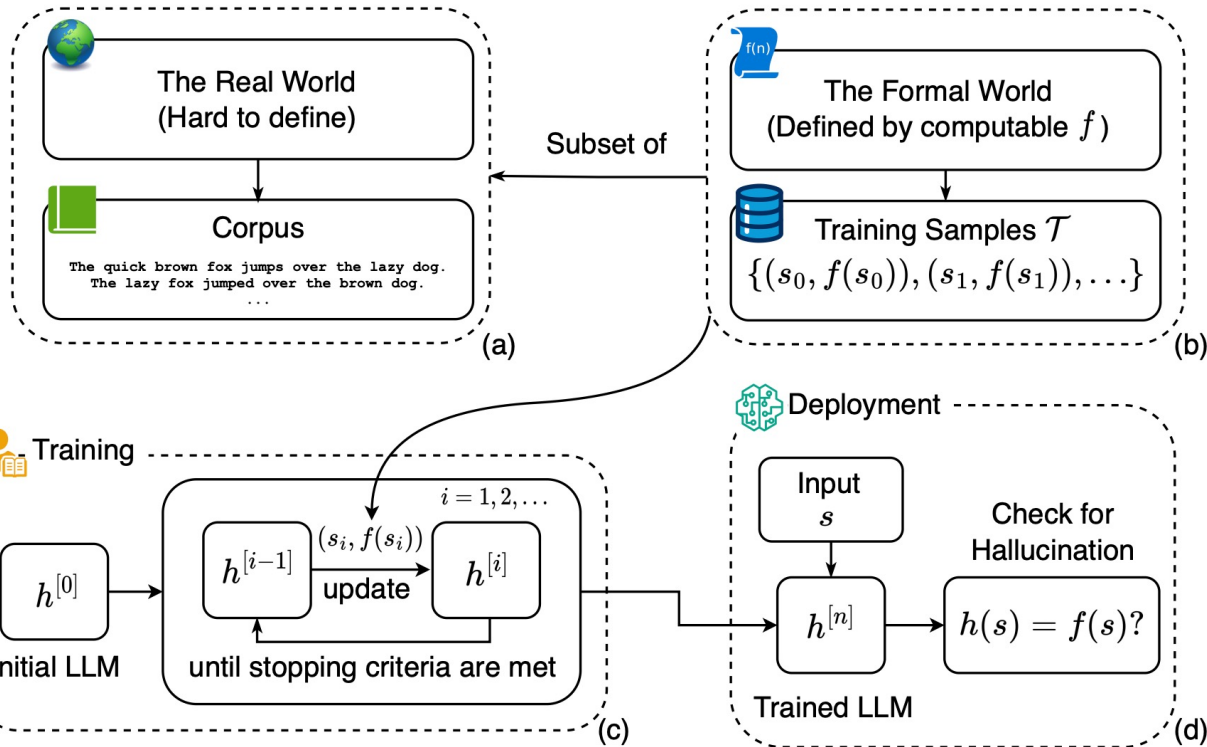 The Real World
(Hard to define)
Corpus
The quick brown fox jumps over the lazy dog.
The lazy fox jumped over the brown dog.
...
(a)
Subset of
f(n)
The Formal World
(Defined by computable f)
Training Samples 𝒯
{(s₀, f(s₀)), (s₁, f(s₁)), ...}
(b)
Training
h^[0]
nitial LLM
i = 1, 2, ...
h^[i−1]
(sᵢ, f(sᵢ))
update
h^[i]
until stopping criteria are met
(c)
Deployment
Input
s
h^[n]
Trained LLM
Check for
Hallucination
h(s) = f(s)?
(d)